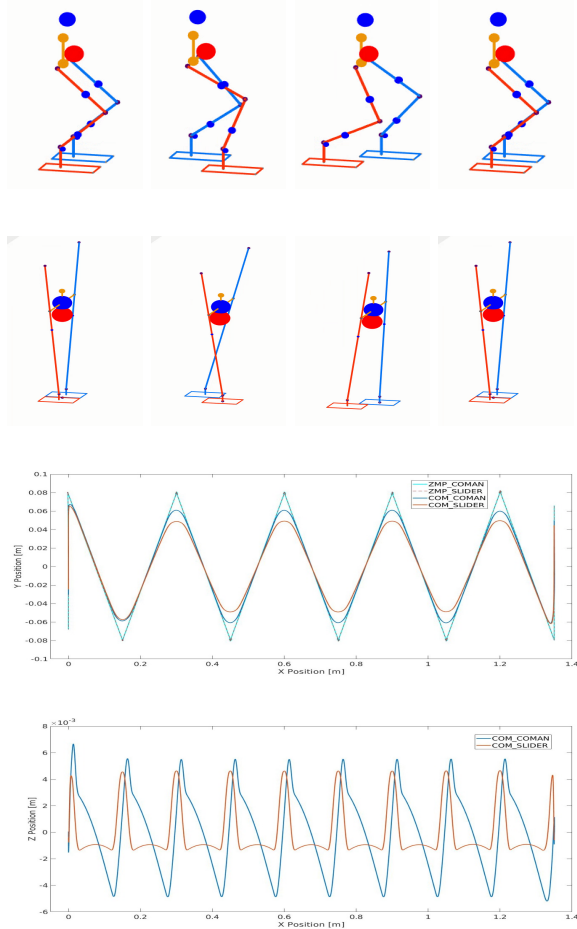 0.1
0.08
0.06
0.04
0.02
0
-0.02
-0.04
-0.06
-0.08
-0.1
Y Position [m]
ZMP_COMAN
ZMP_SLIDER
COM_COMAN
COM_SLIDER
0 0.2 0.4 0.6 0.8 1 1.2 1.4
X Position [m]
×10-3
8
6
4
2
0
-2
-4
-6
Z Position [m]
COM_COMAN
COM_SLIDER
0 0.2 0.4 0.6 0.8 1 1.2 1.4
X Position [m]